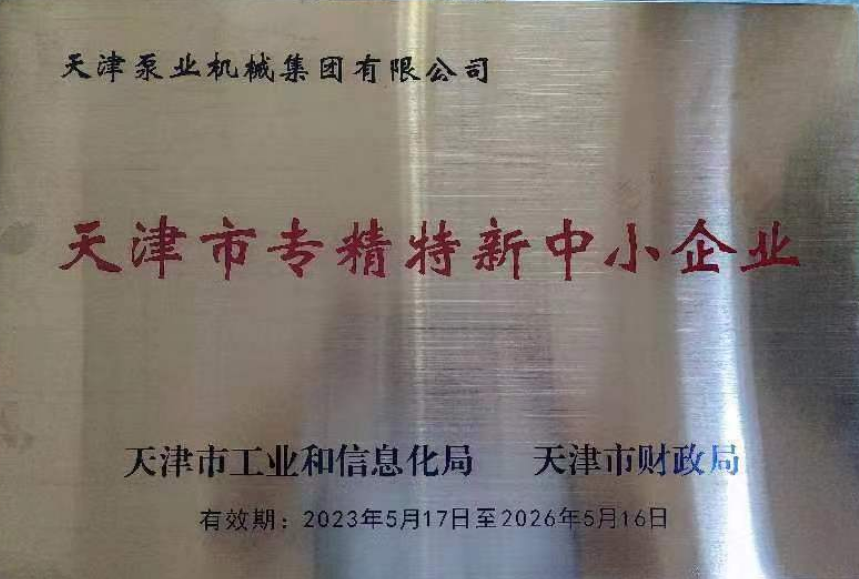 天津泵业机械集团有限公司
天津市专精特新中小企业
天津市工业和信息化局 天津市财政局
有效期：2023年5月17日至2026年5月16日